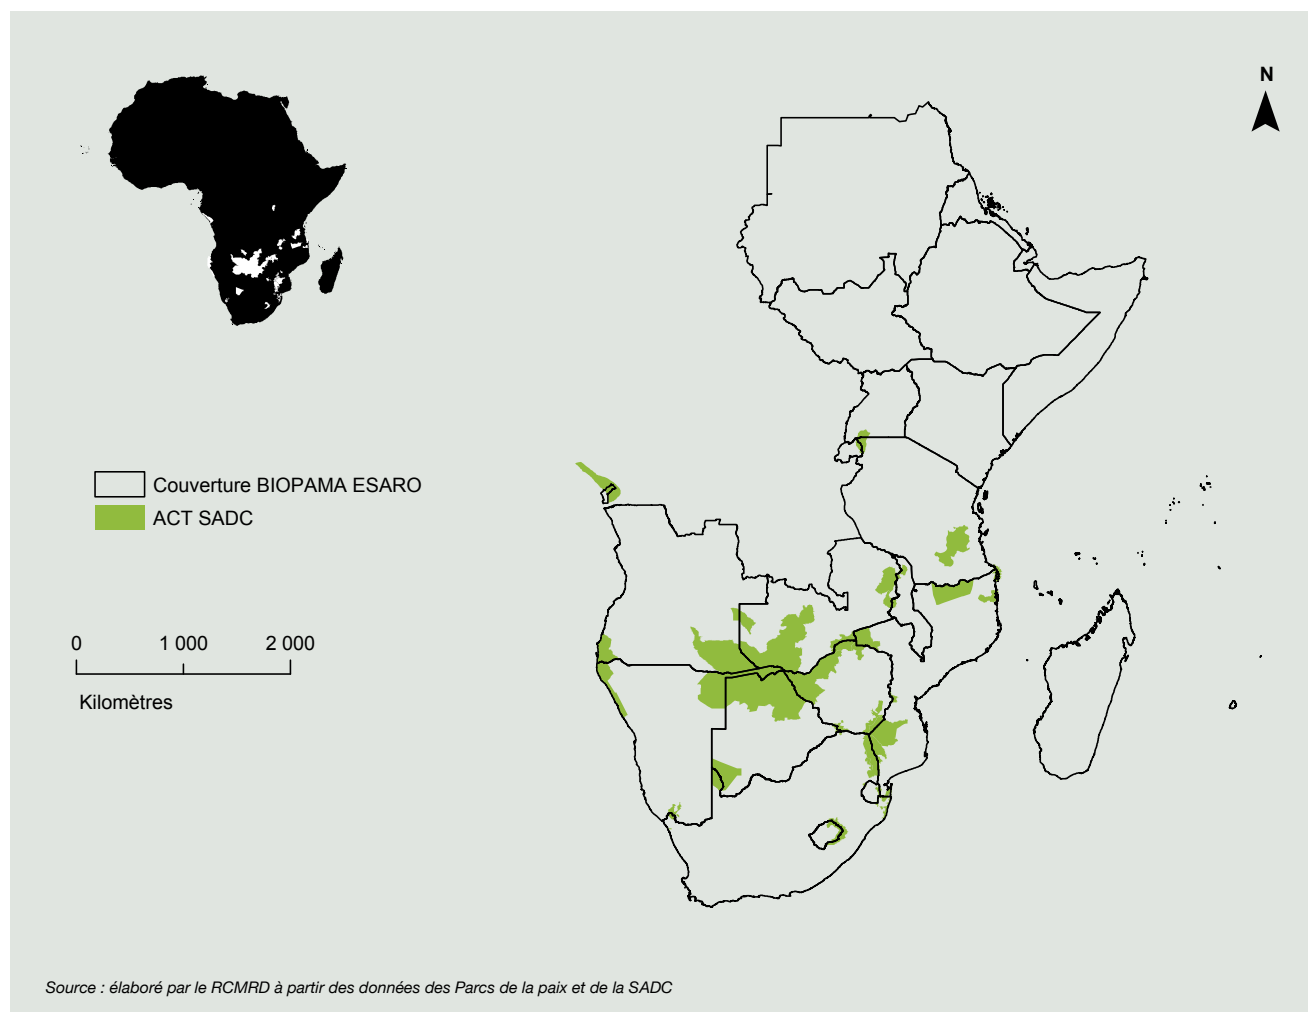 N
Couverture BIOPAMA ESARO
ACT SADC
0 1 000 2 000
Kilomètres
Source : élaboré par le RCMRD à partir des données des Parcs de la paix et de la SADC